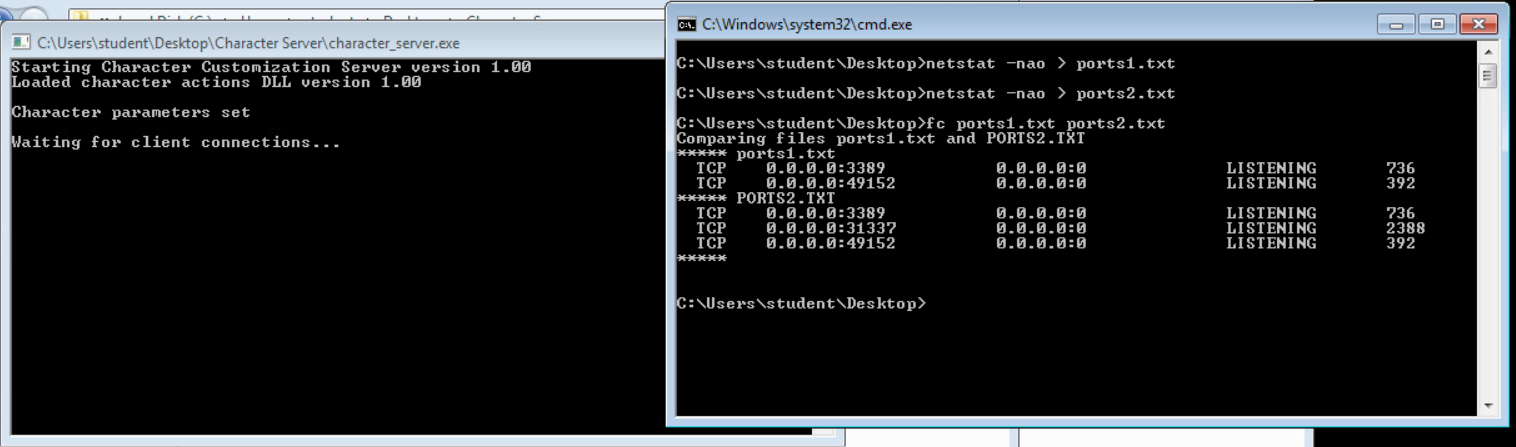 C:\Users\student\Desktop\Character Server\character_server.exe
Starting Character Customization Server version 1.00
Loaded character actions DLL version 1.00
Character parameters set
Waiting for client connections...
C:\Windows\system32\cmd.exe
C:\Users\student\Desktop>netstat -nao > ports1.txt
C:\Users\student\Desktop>netstat -nao > ports2.txt
C:\Users\student\Desktop>fc ports1.txt ports2.txt
Comparing files ports1.txt and PORTS2.TXT
***** ports1.txt
TCP 0.0.0.0:3389 0.0.0.0:0 LISTENING 736
TCP 0.0.0.0:49152 0.0.0.0:0 LISTENING 392
***** PORTS2.TXT
TCP 0.0.0.0:3389 0.0.0.0:0 LISTENING 736
TCP 0.0.0.0:31337 0.0.0.0:0 LISTENING 2388
TCP 0.0.0.0:49152 0.0.0.0:0 LISTENING 392
*****
C:\Users\student\Desktop>